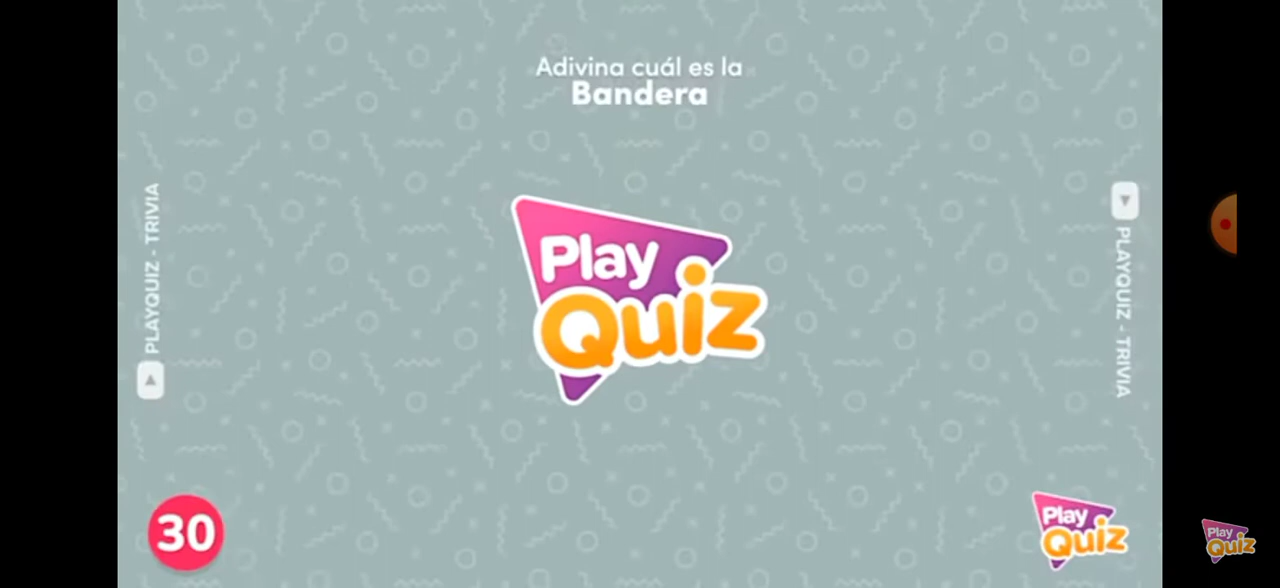 Adivina cuál es la
Bandera
PLAYQUIZ - TRIVIA
Play
Quiz
PLAYQUIZ - TRIVIA
30
Play
Quiz
Play
Quiz